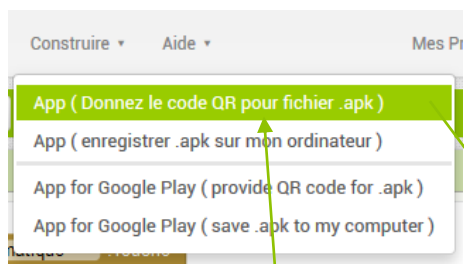 Construire Aide Mes Pr
App ( Donnez le code QR pour fichier .apk )
App ( enregistrer .apk sur mon ordinateur )
App for Google Play ( provide QR code for .apk )
App for Google Play ( save .apk to my computer )